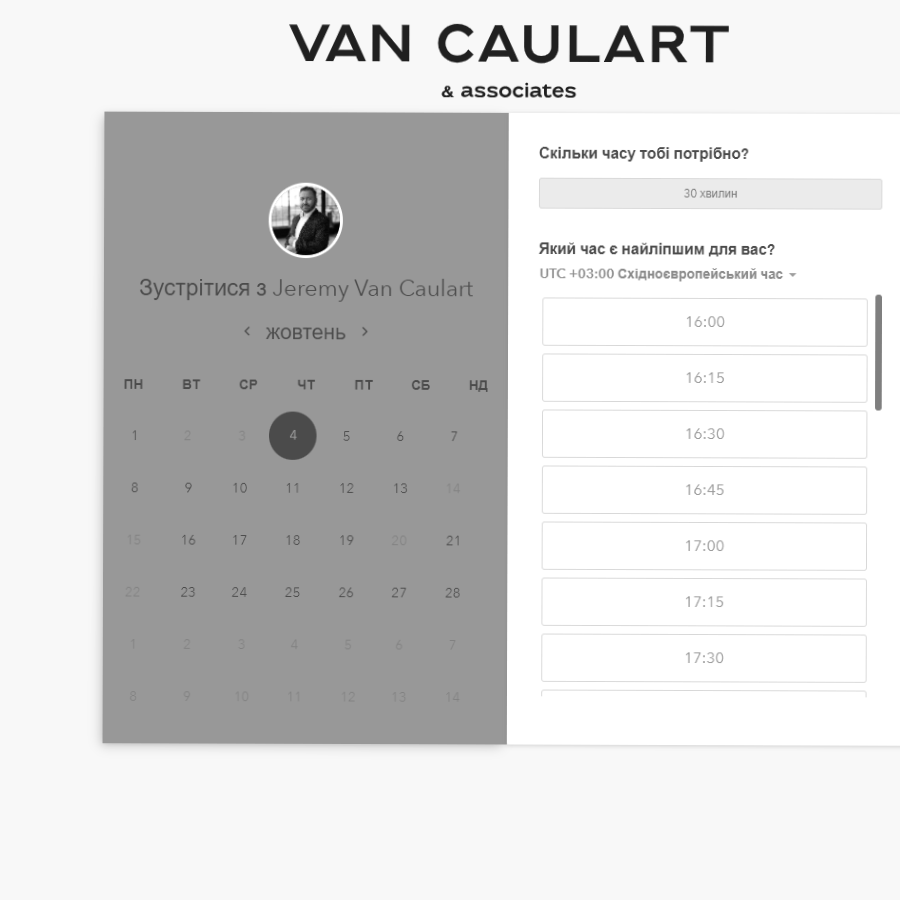 VAN CAULART
& associates
Зустрітися з Jeremy Van Caulart
жовтень
ПН ВТ СР ЧТ ПТ СБ НД
1 2 3 4 5 6 7
8 9 10 11 12 13 14
15 16 17 18 19 20 21
22 23 24 25 26 27 28
1 2 3 4 5 6 7
8 9 10 11 12 13 14
Скільки часу тобі потрібно?
30 хвилин
Який час є найліпшим для вас?
UTC +03:00 Східноєвропейський час
16:00
16:15
16:30
16:45
17:00
17:15
17:30